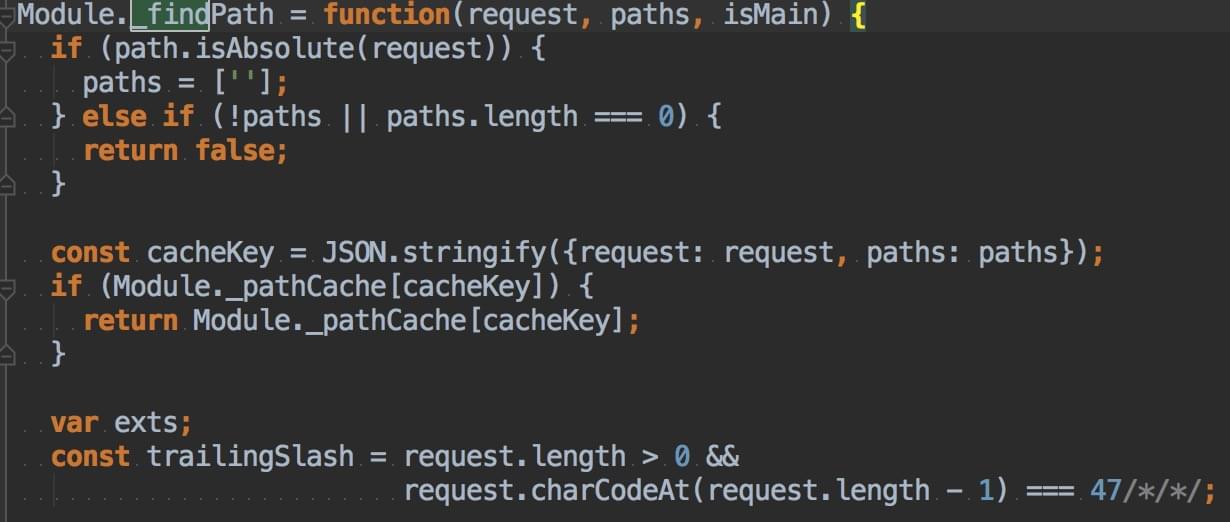 Module._findPath = function(request, paths, isMain) {
  if (path.isAbsolute(request)) {
    paths = [''];
  } else if (!paths || paths.length === 0) {
    return false;
  }

  const cacheKey = JSON.stringify({request: request, paths: paths});
  if (Module._pathCache[cacheKey]) {
    return Module._pathCache[cacheKey];
  }

  var exts;
  const trailingSlash = request.length > 0 &&
                        request.charCodeAt(request.length - 1) === 47/*/*/;